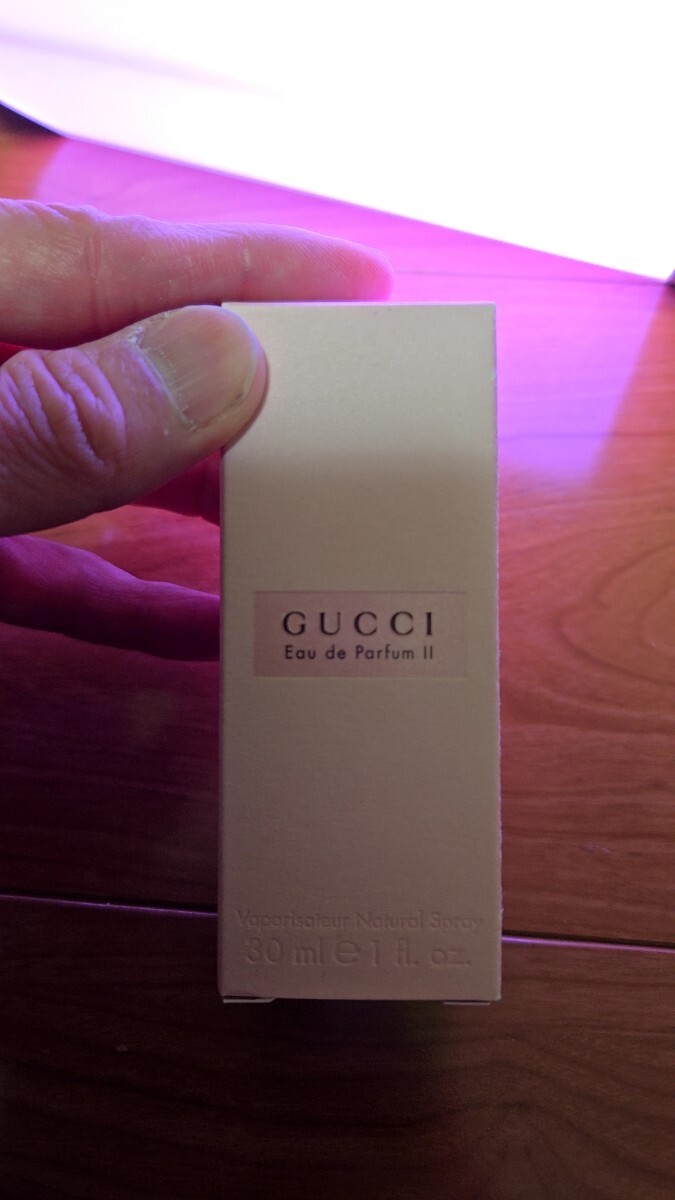 GUCCI
Eau de Parfum II
Vaporisateur Natural Spray
30 ml e 1 fl. oz.